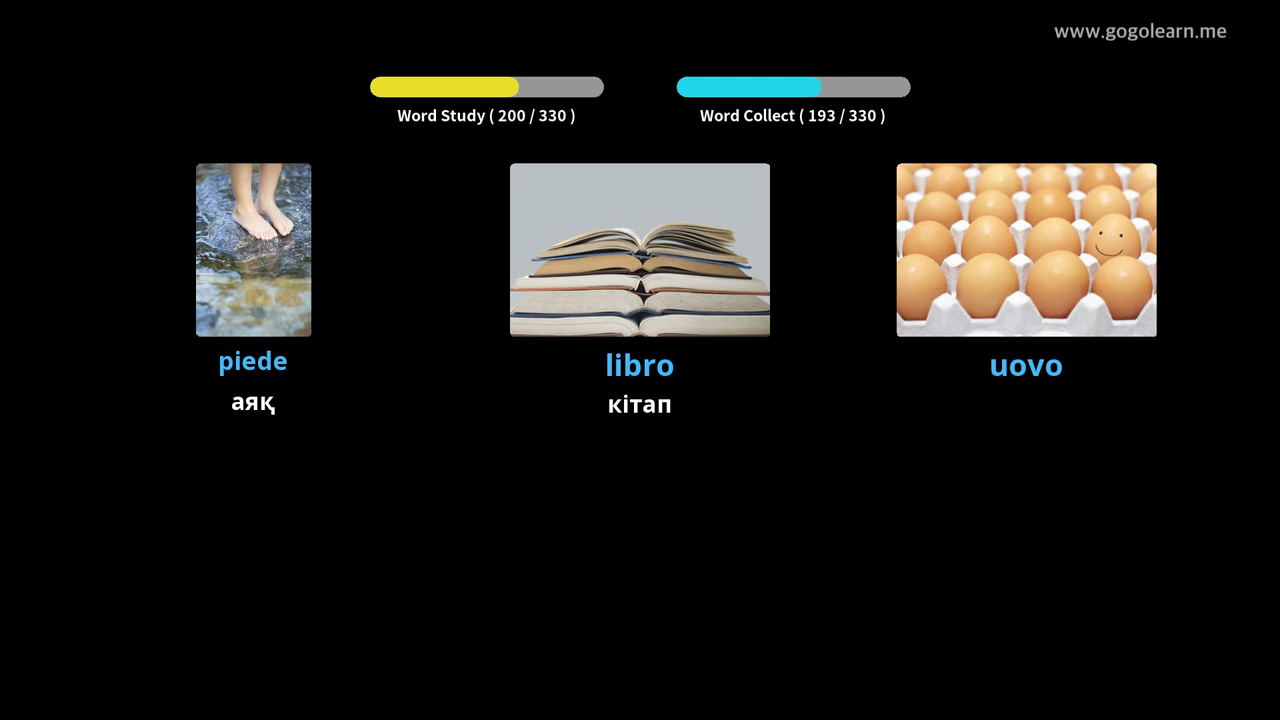 www.gogolearn.me
Word Study ( 200 / 330 )
Word Collect ( 193 / 330 )
piede
libro
uovo
аяқ
кітап